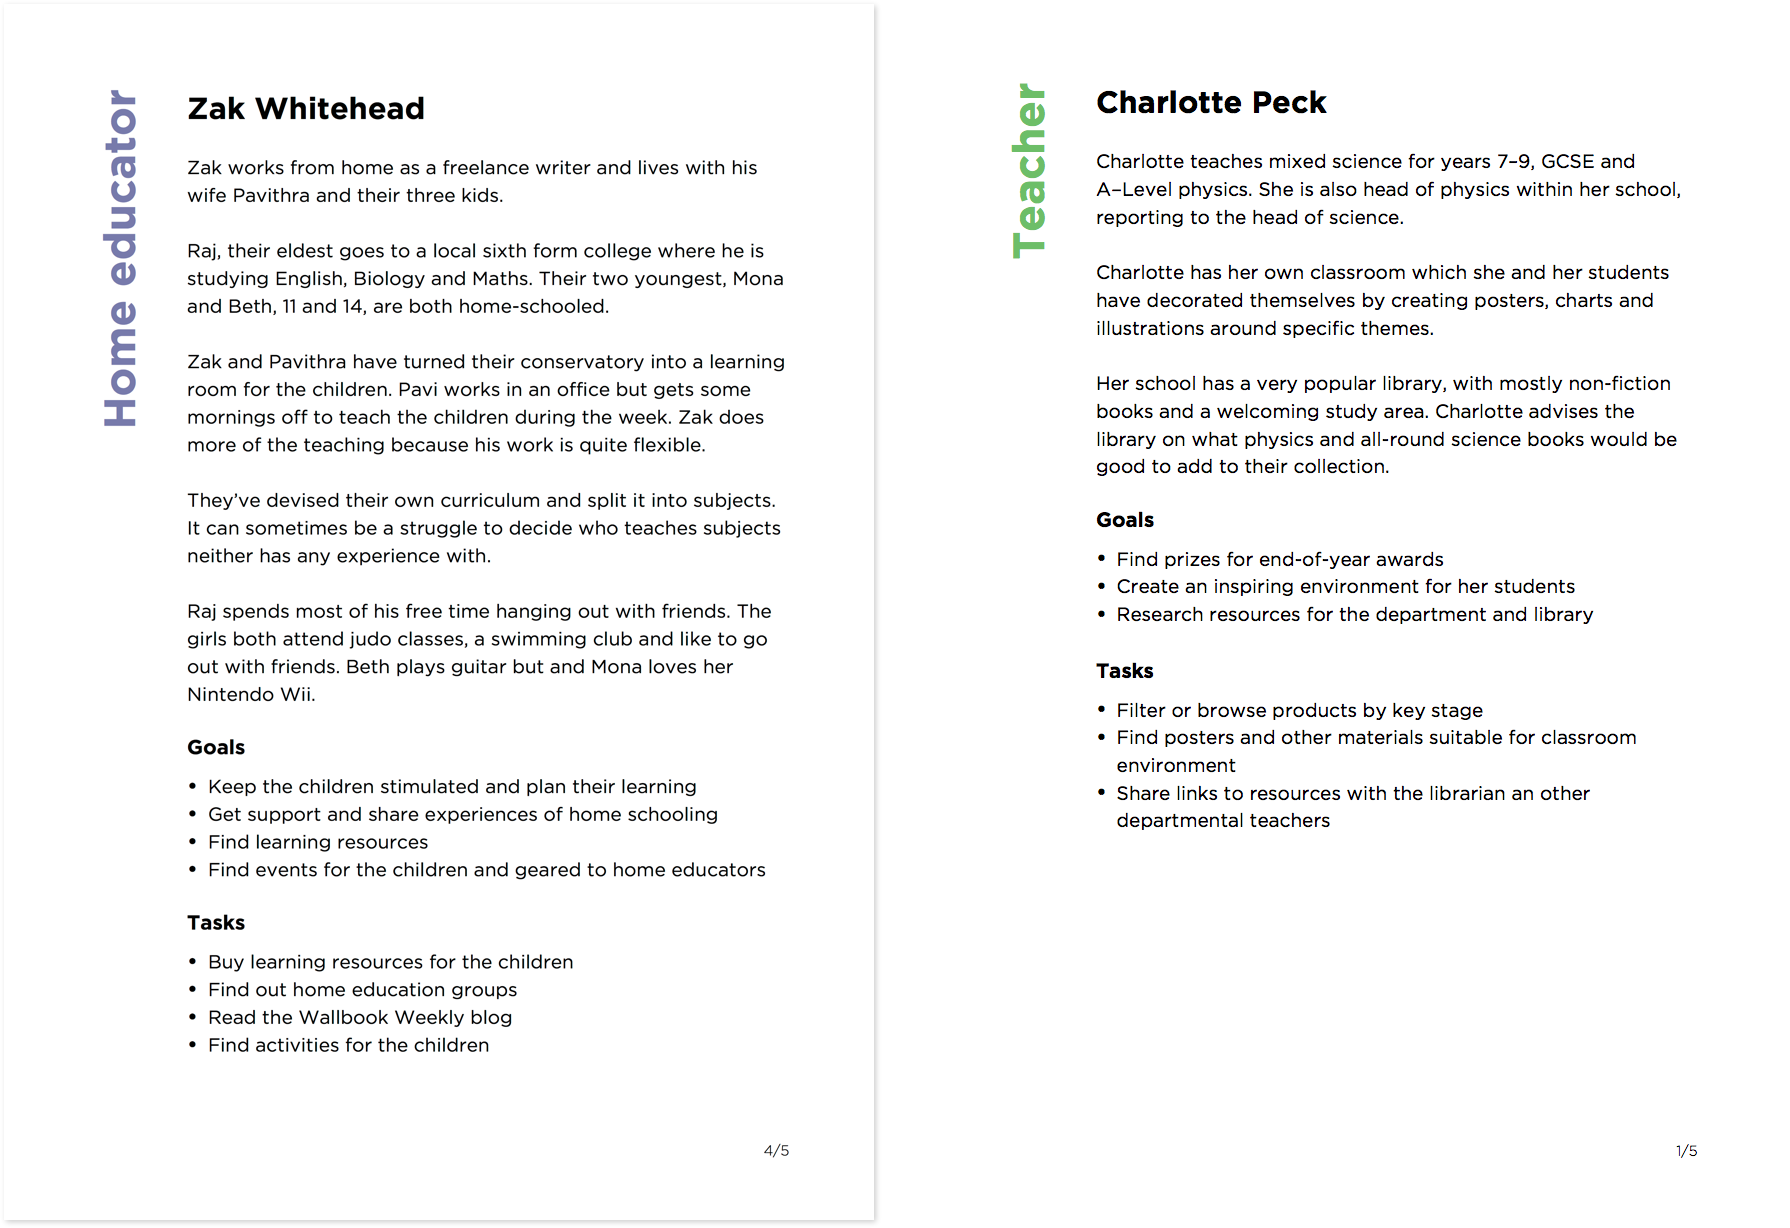 Home educator
Zak Whitehead
Zak works from home as a freelance writer and lives with his
wife Pavithra and their three kids.
Raj, their eldest goes to a local sixth form college where he is
studying English, Biology and Maths. Their two youngest, Mona
and Beth, 11 and 14, are both home-schooled.
Zak and Pavithra have turned their conservatory into a learning
room for the children. Pavi works in an office but gets some
mornings off to teach the children during the week. Zak does
more of the teaching because his work is quite flexible.
They’ve devised their own curriculum and split it into subjects.
It can sometimes be a struggle to decide who teaches subjects
neither has any experience with.
Raj spends most of his free time hanging out with friends. The
girls both attend judo classes, a swimming club and like to go
out with friends. Beth plays guitar but and Mona loves her
Nintendo Wii.
Goals
• Keep the children stimulated and plan their learning
• Get support and share experiences of home schooling
• Find learning resources
• Find events for the children and geared to home educators
Tasks
• Buy learning resources for the children
• Find out home education groups
• Read the Wallbook Weekly blog
• Find activities for the children
4/5
Teacher
Charlotte Peck
Charlotte teaches mixed science for years 7–9, GCSE and
A–Level physics. She is also head of physics within her school,
reporting to the head of science.
Charlotte has her own classroom which she and her students
have decorated themselves by creating posters, charts and
illustrations around specific themes.
Her school has a very popular library, with mostly non-fiction
books and a welcoming study area. Charlotte advises the
library on what physics and all-round science books would be
good to add to their collection.
Goals
• Find prizes for end-of-year awards
• Create an inspiring environment for her students
• Research resources for the department and library
Tasks
• Filter or browse products by key stage
• Find posters and other materials suitable for classroom
environment
• Share links to resources with the librarian an other
departmental teachers
1/5